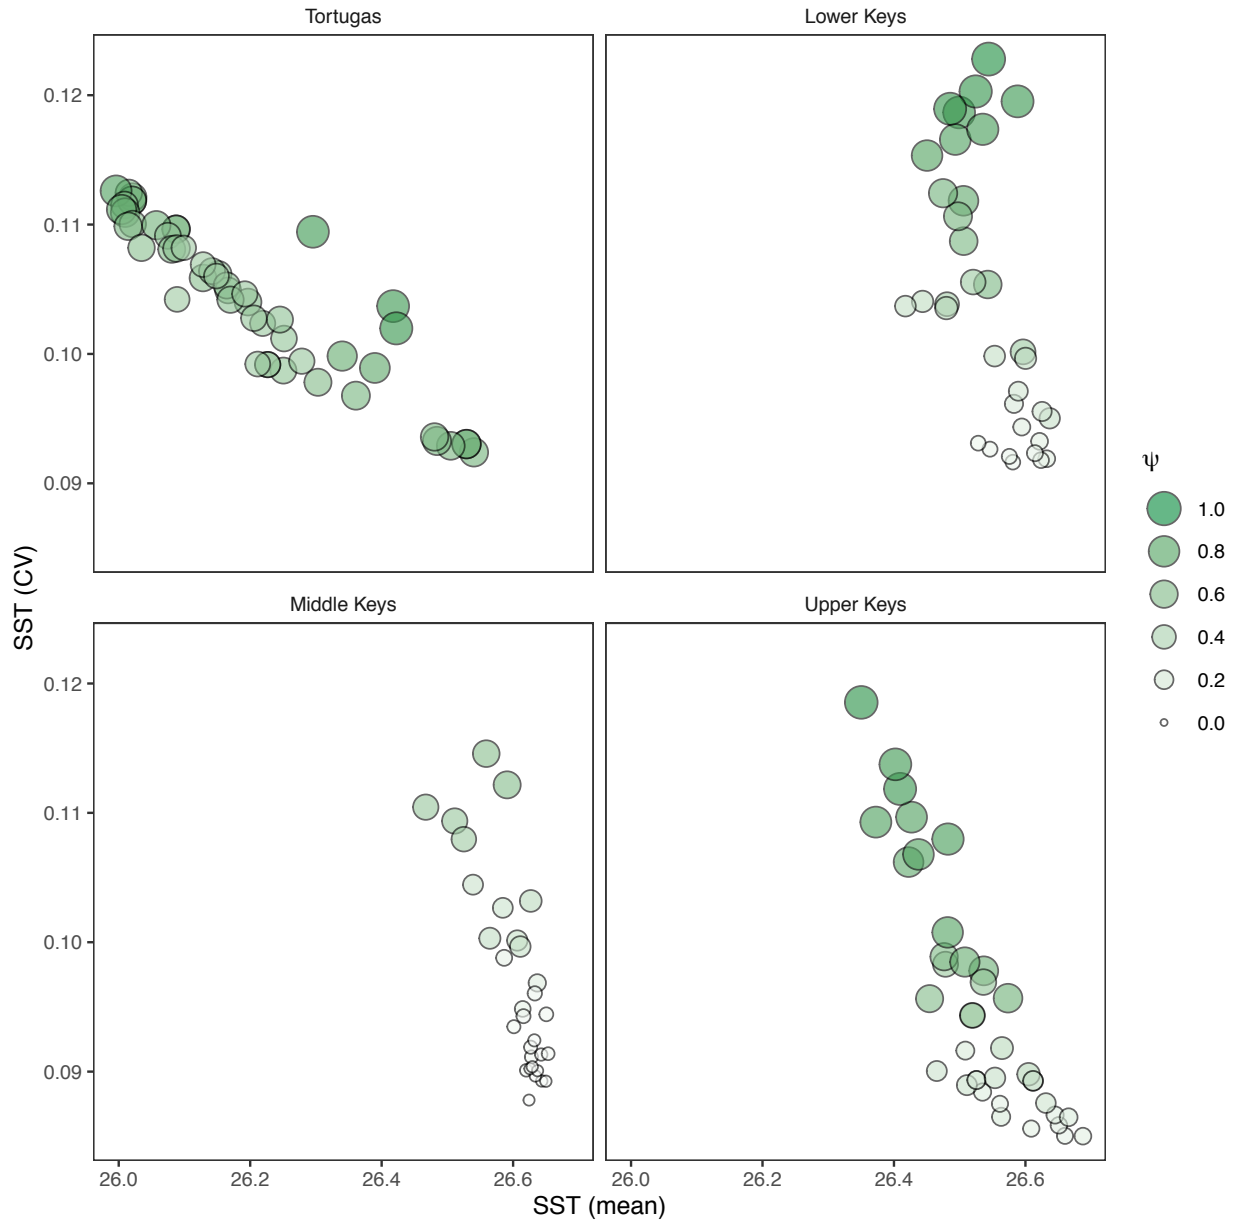 Tortugas
Lower Keys
0.12
0.11
0.10
0.09
Middle Keys
Upper Keys
0.12
0.11
0.10
0.09
26.0 26.2 26.4 26.6
26.0 26.2 26.4 26.6
SST (CV)
SST (mean)
ψ
1.0
0.8
0.6
0.4
0.2
0.0